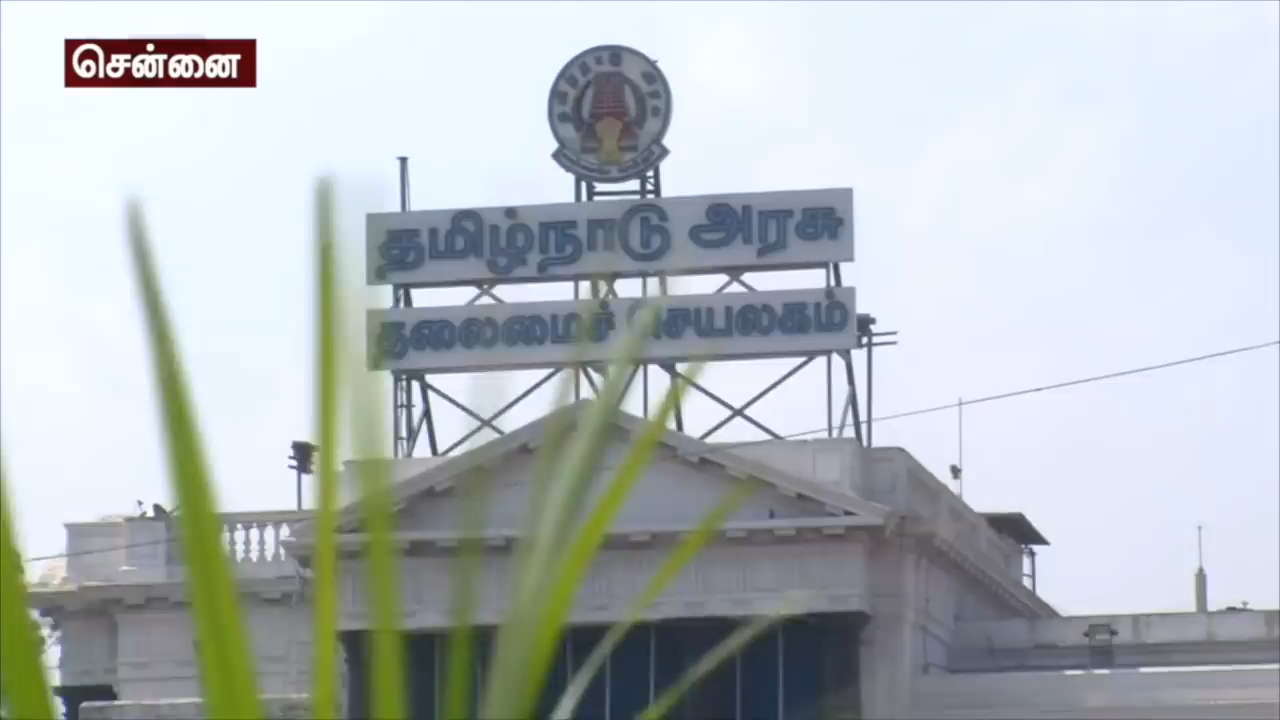 சென்னை
தமிழ்நாடு அரசு
தலைமைச் செயலகம்